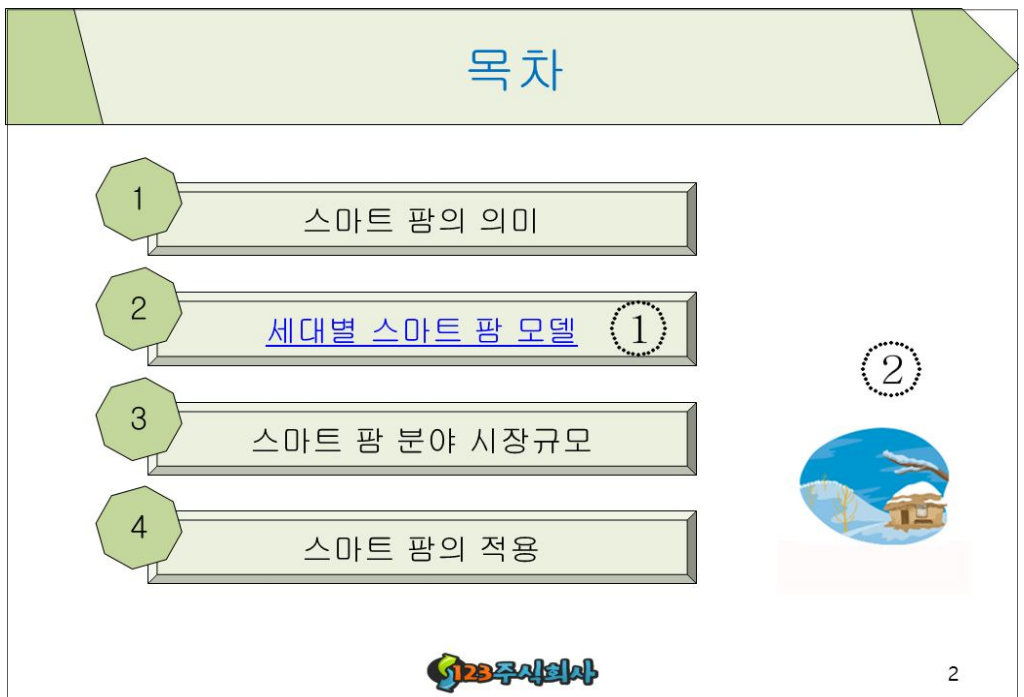 목차
1
스마트 팜의 의미
2
세대별 스마트 팜 모델
①
3
스마트 팜 분야 시장규모
②
4
스마트 팜의 적용
123주식회사
2